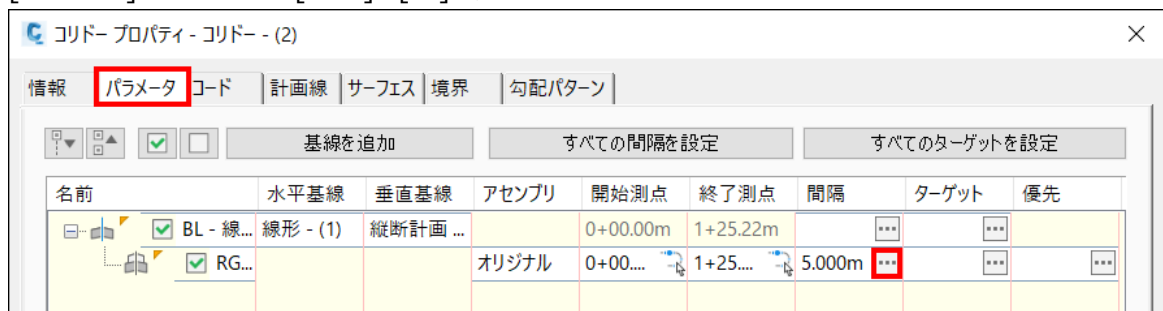 コリドー プロパティ - コリドー - (2)
情報 パラメータ コード 計画線 サーフェス 境界 勾配パターン
基線を追加 すべての間隔を設定 すべてのターゲットを設定
名前 水平基線 垂直基線 アセンブリ 開始測点 終了測点 間隔 ターゲット 優先
BL - 線... 線形 - (1) 縦断計画 ... 0+00.00m 1+25.22m ... ...
RG... オリジナル 0+00.... 1+25.... 5.000m ... ... ...